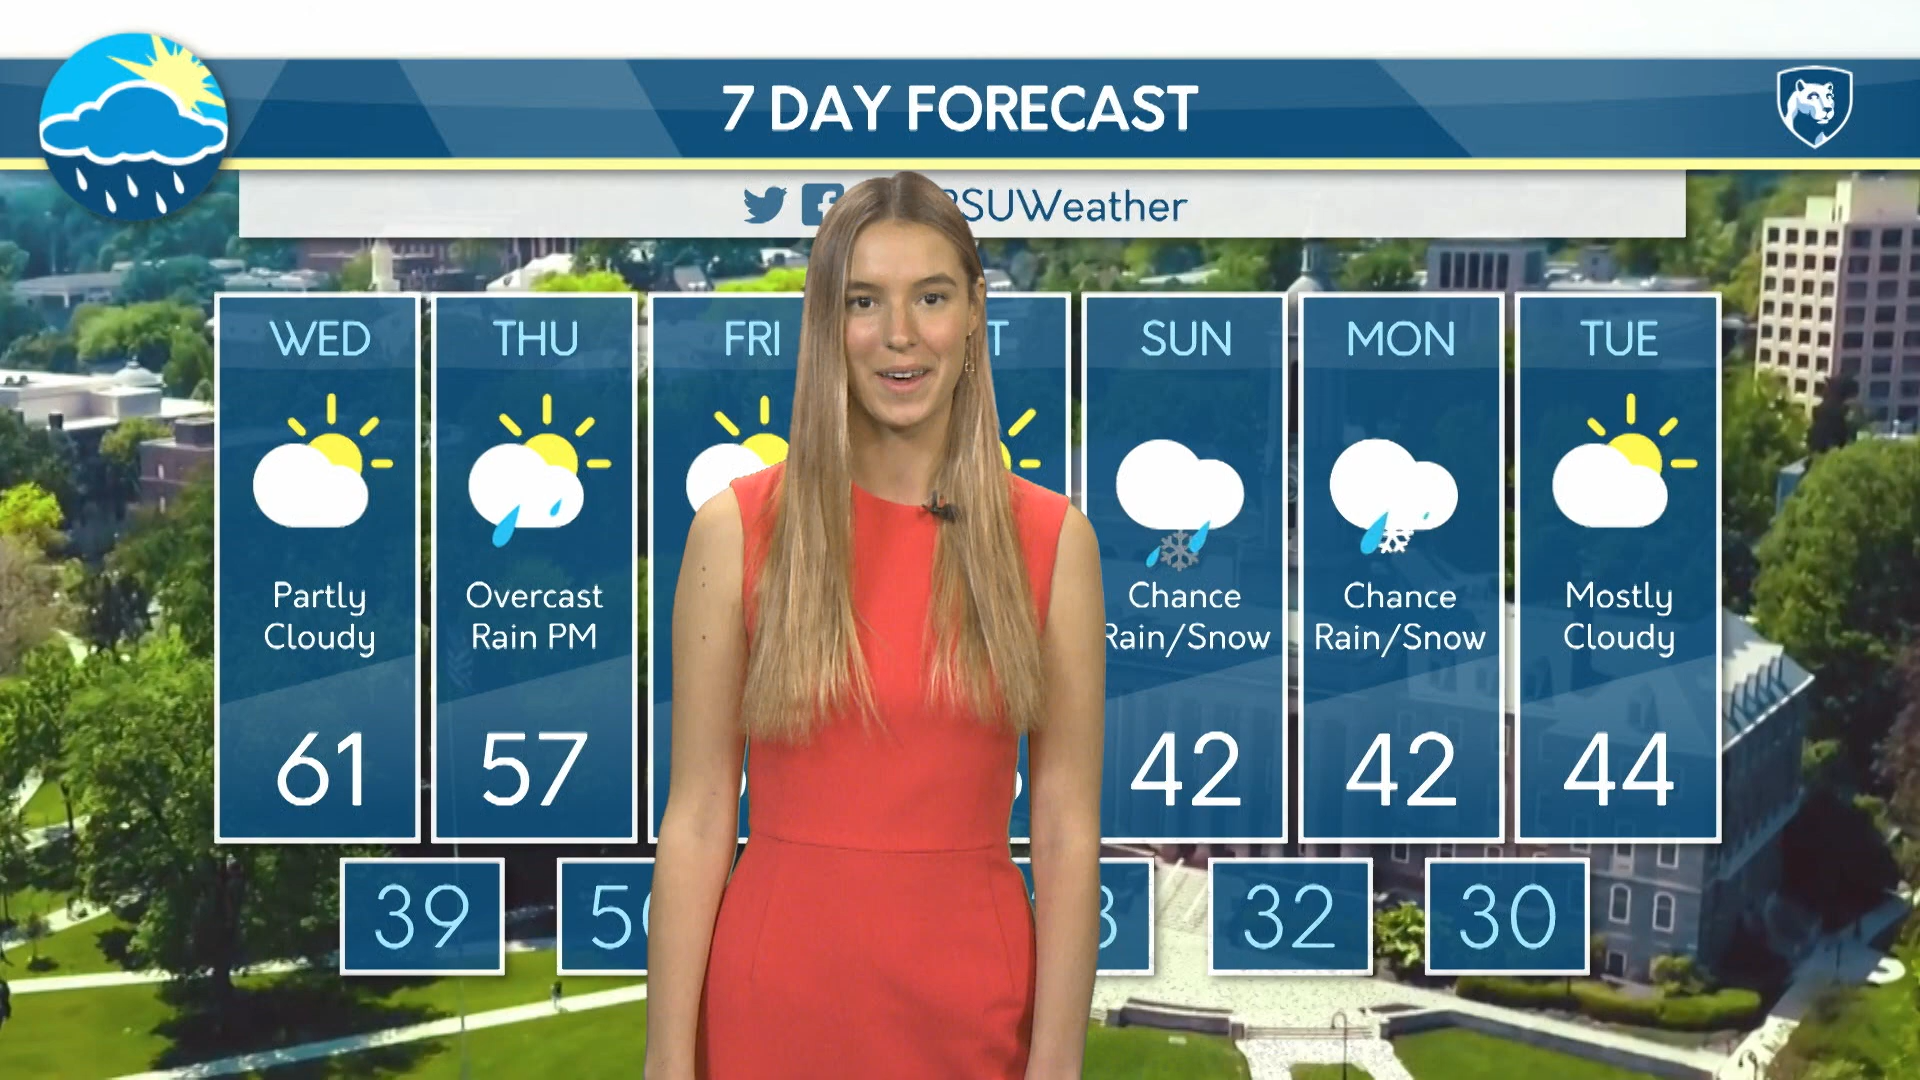 7 DAY FORECAST
SUWeather
WED THU FRI T SUN MON TUE
Partly Cloudy
Overcast Rain PM
Chance Rain/Snow
Chance Rain/Snow
Mostly Cloudy
61 57 42 42 44
39 32 30